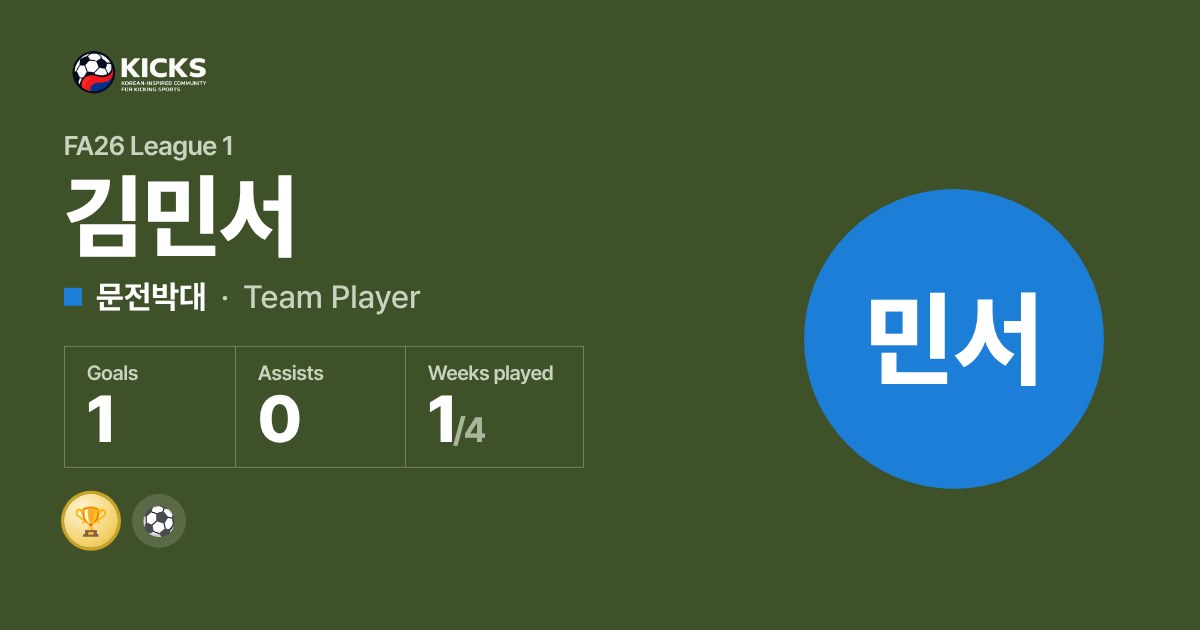 KICKS
KOREAN-INSPIRED COMMUNITY
FOR KICKING SPORTS
FA26 League 1
김민서
문전박대 · Team Player
Goals
1
Assists
0
Weeks played
1/4
민서